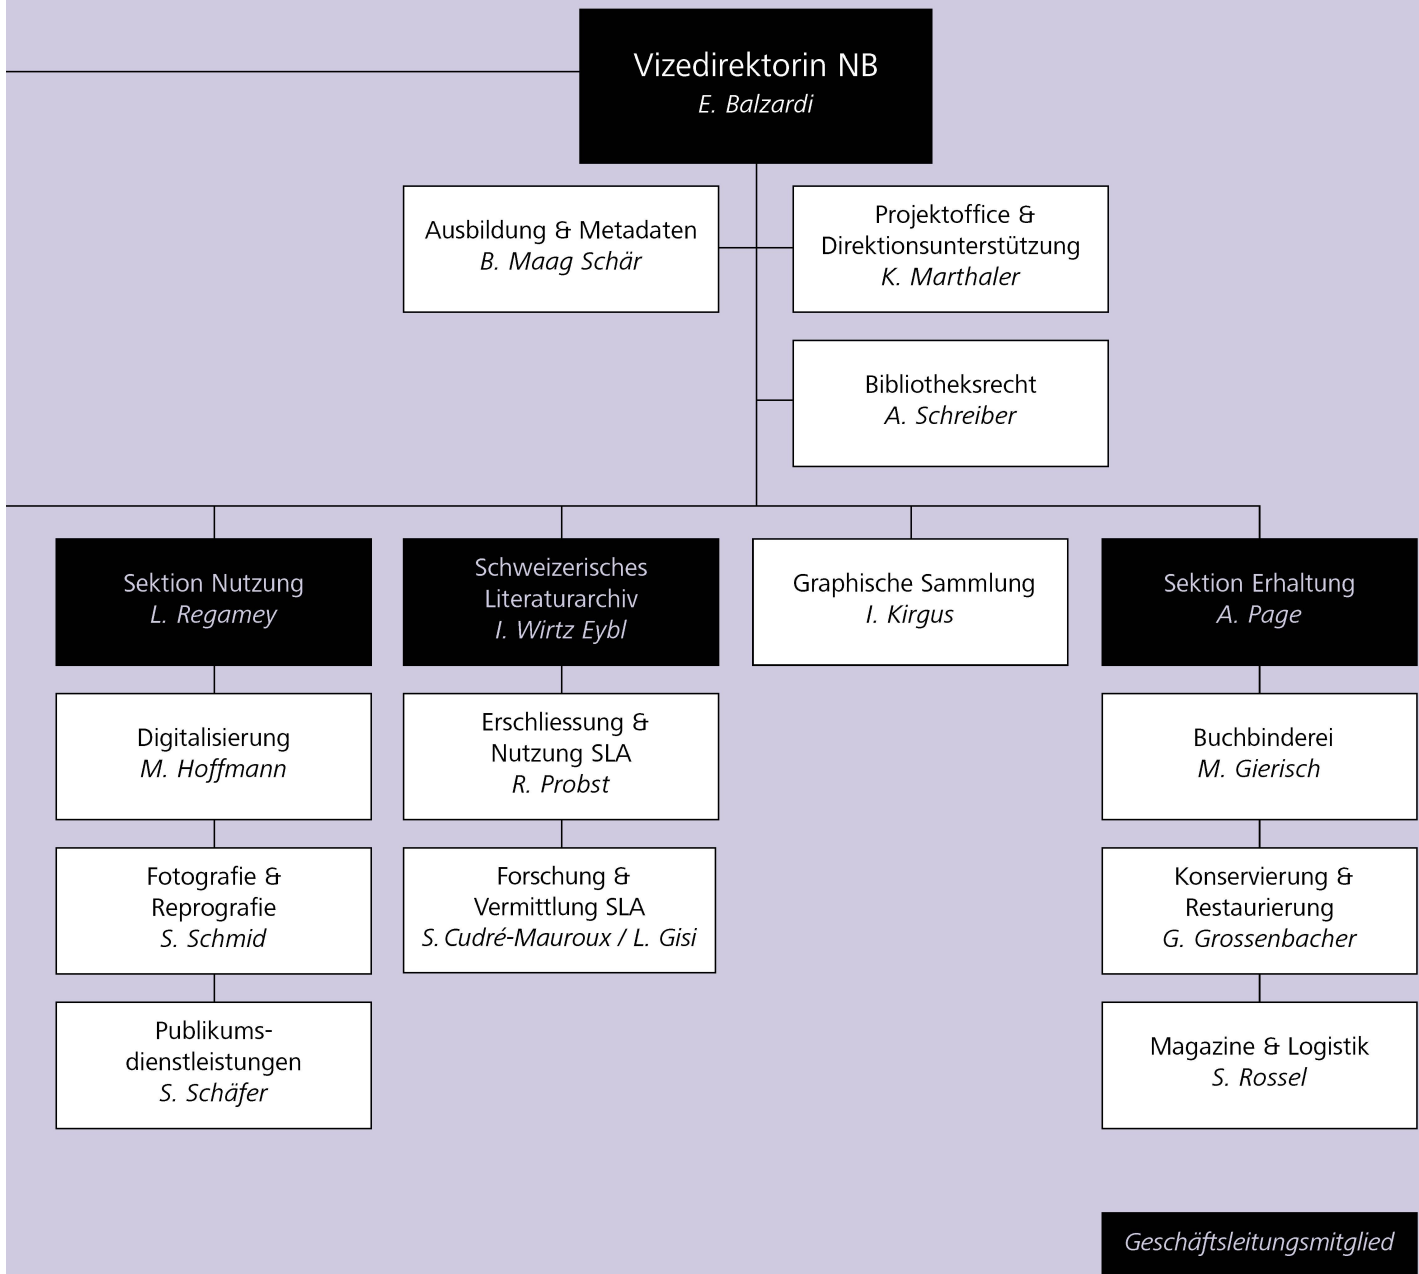 Vizedirektorin NB
E. Balzardi
Ausbildung & Metadaten
B. Maag Schär
Projektoffice &
Direktionsunterstützung
K. Marthaler
Bibliotheksrecht
A. Schreiber
Sektion Nutzung
L. Regamey
Schweizerisches
Literaturarchiv
I. Wirtz Eybl
Graphische Sammlung
I. Kirgus
Sektion Erhaltung
A. Page
Digitalisierung
M. Hoffmann
Erschliessung &
Nutzung SLA
R. Probst
Buchbinderei
M. Gierisch
Fotografie &
Reprografie
S. Schmid
Forschung &
Vermittlung SLA
S. Cudré-Mauroux / L. Gisi
Konservierung &
Restaurierung
G. Grossenbacher
Publikums-
dienstleistungen
S. Schäfer
Magazine & Logistik
S. Rossel
Geschäftsleitungsmitglied